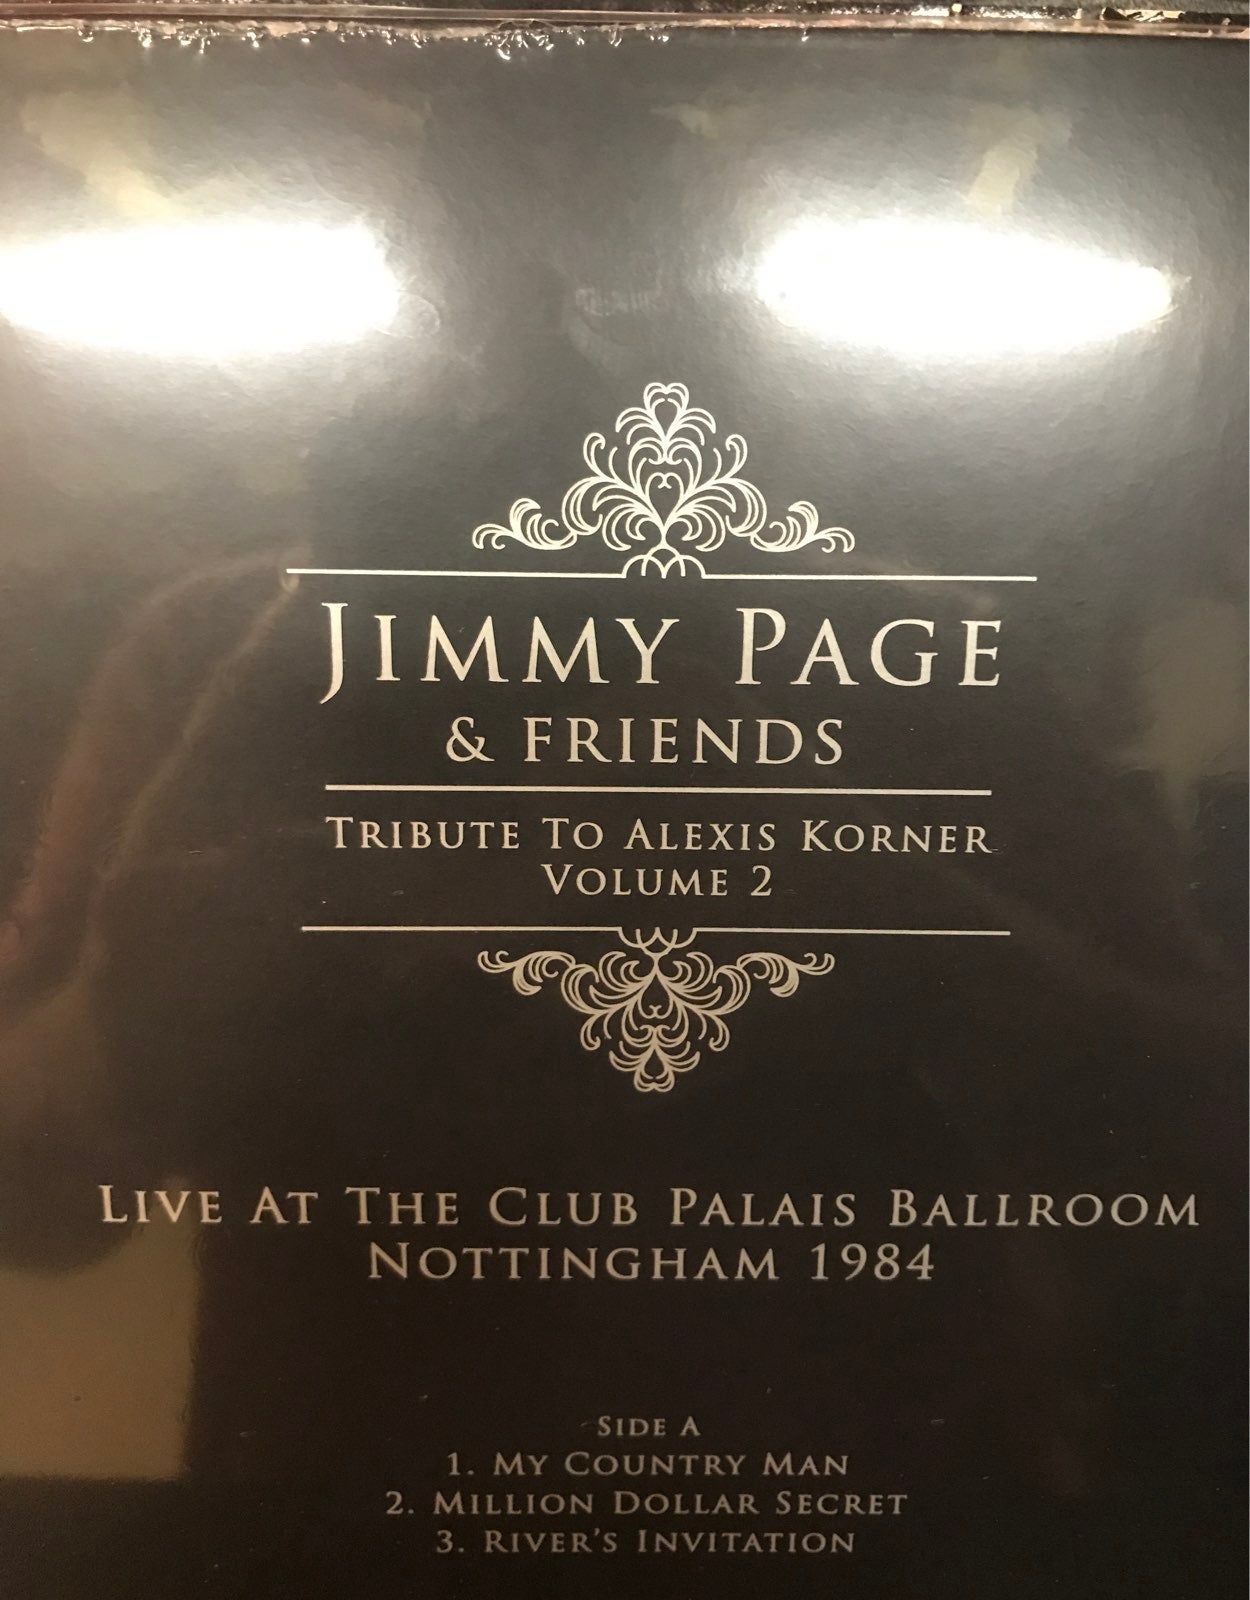 Jimmy Page
& Friends
Tribute To Alexis Korner
Volume 2
Live At The Club Palais Ballroom
Nottingham 1984
Side A
1. My Country Man
2. Million Dollar Secret
3. River's Invitation